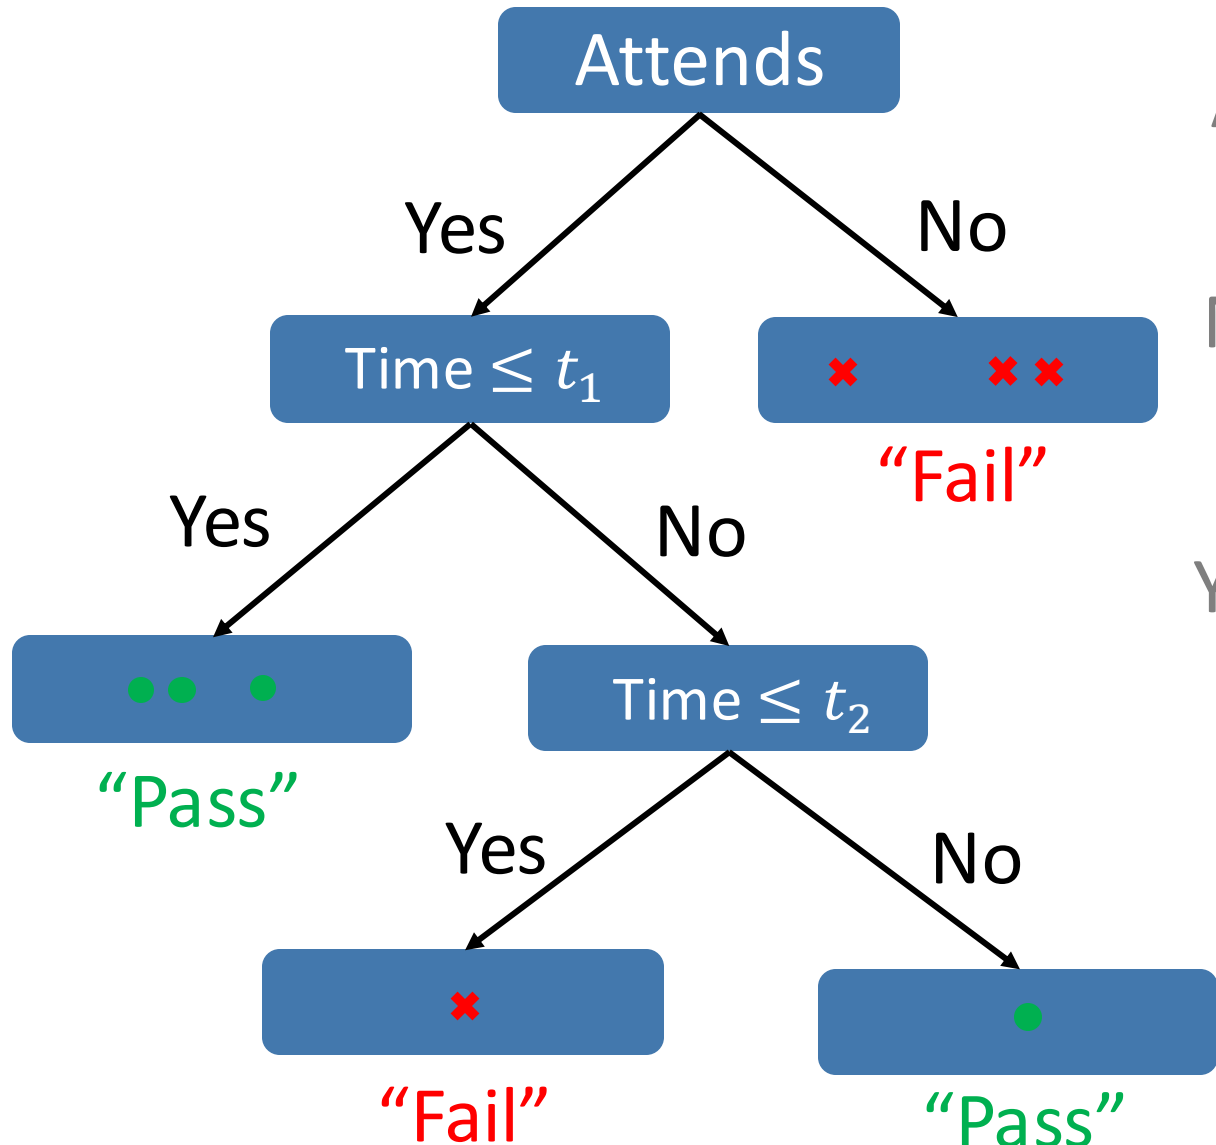 Attends
Yes
No
Time ≤ t₁
“Fail”
Yes
No
Time ≤ t₂
“Pass”
Yes
No
“Fail”
“Pass”